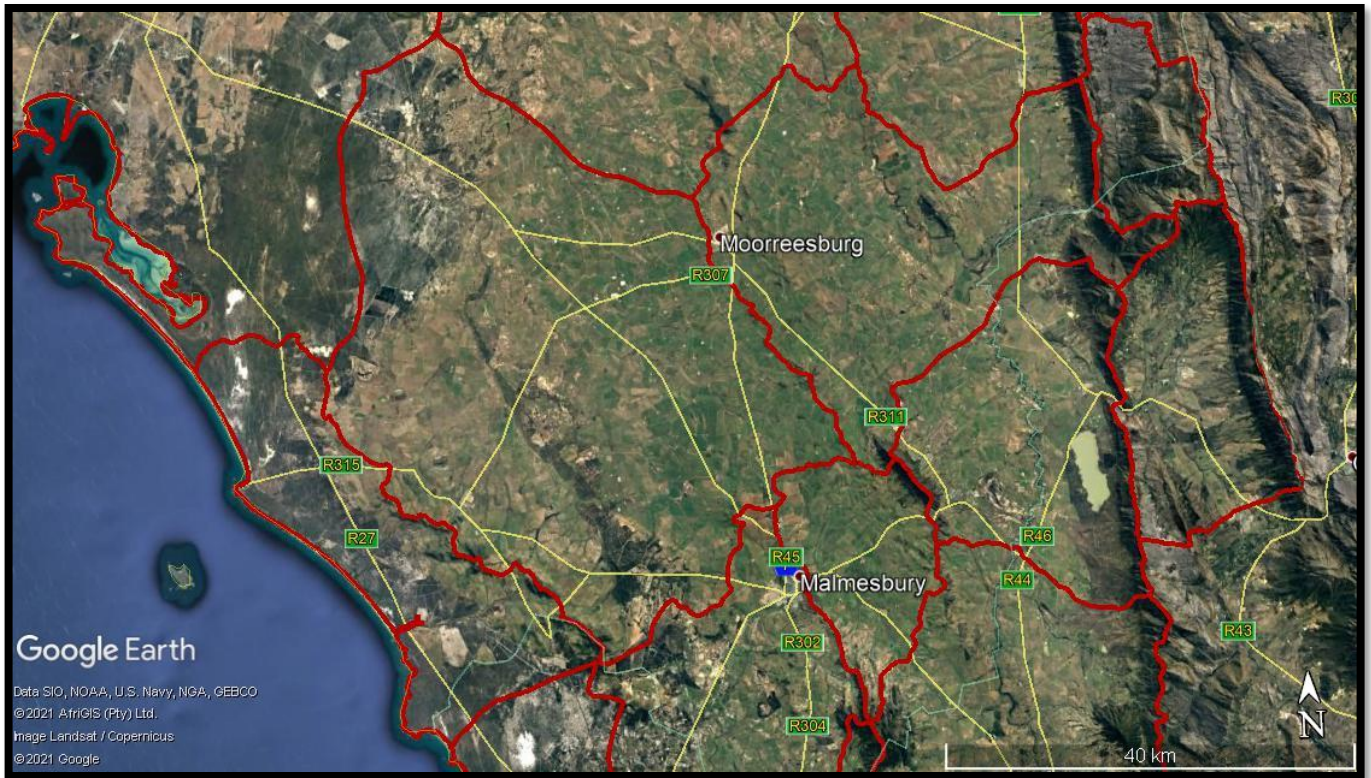 R30
Moorreesburg
R307
R311
R315
R27
R46
R45
Malmesbury
R44
R302
R43
Google Earth
Data SIO, NOAA, U.S. Navy, NGA, GEBCO
©2021 AfriGIS (Pty) Ltd.
Image Landsat / Copernicus
©2021 Google
R304
N
40 km